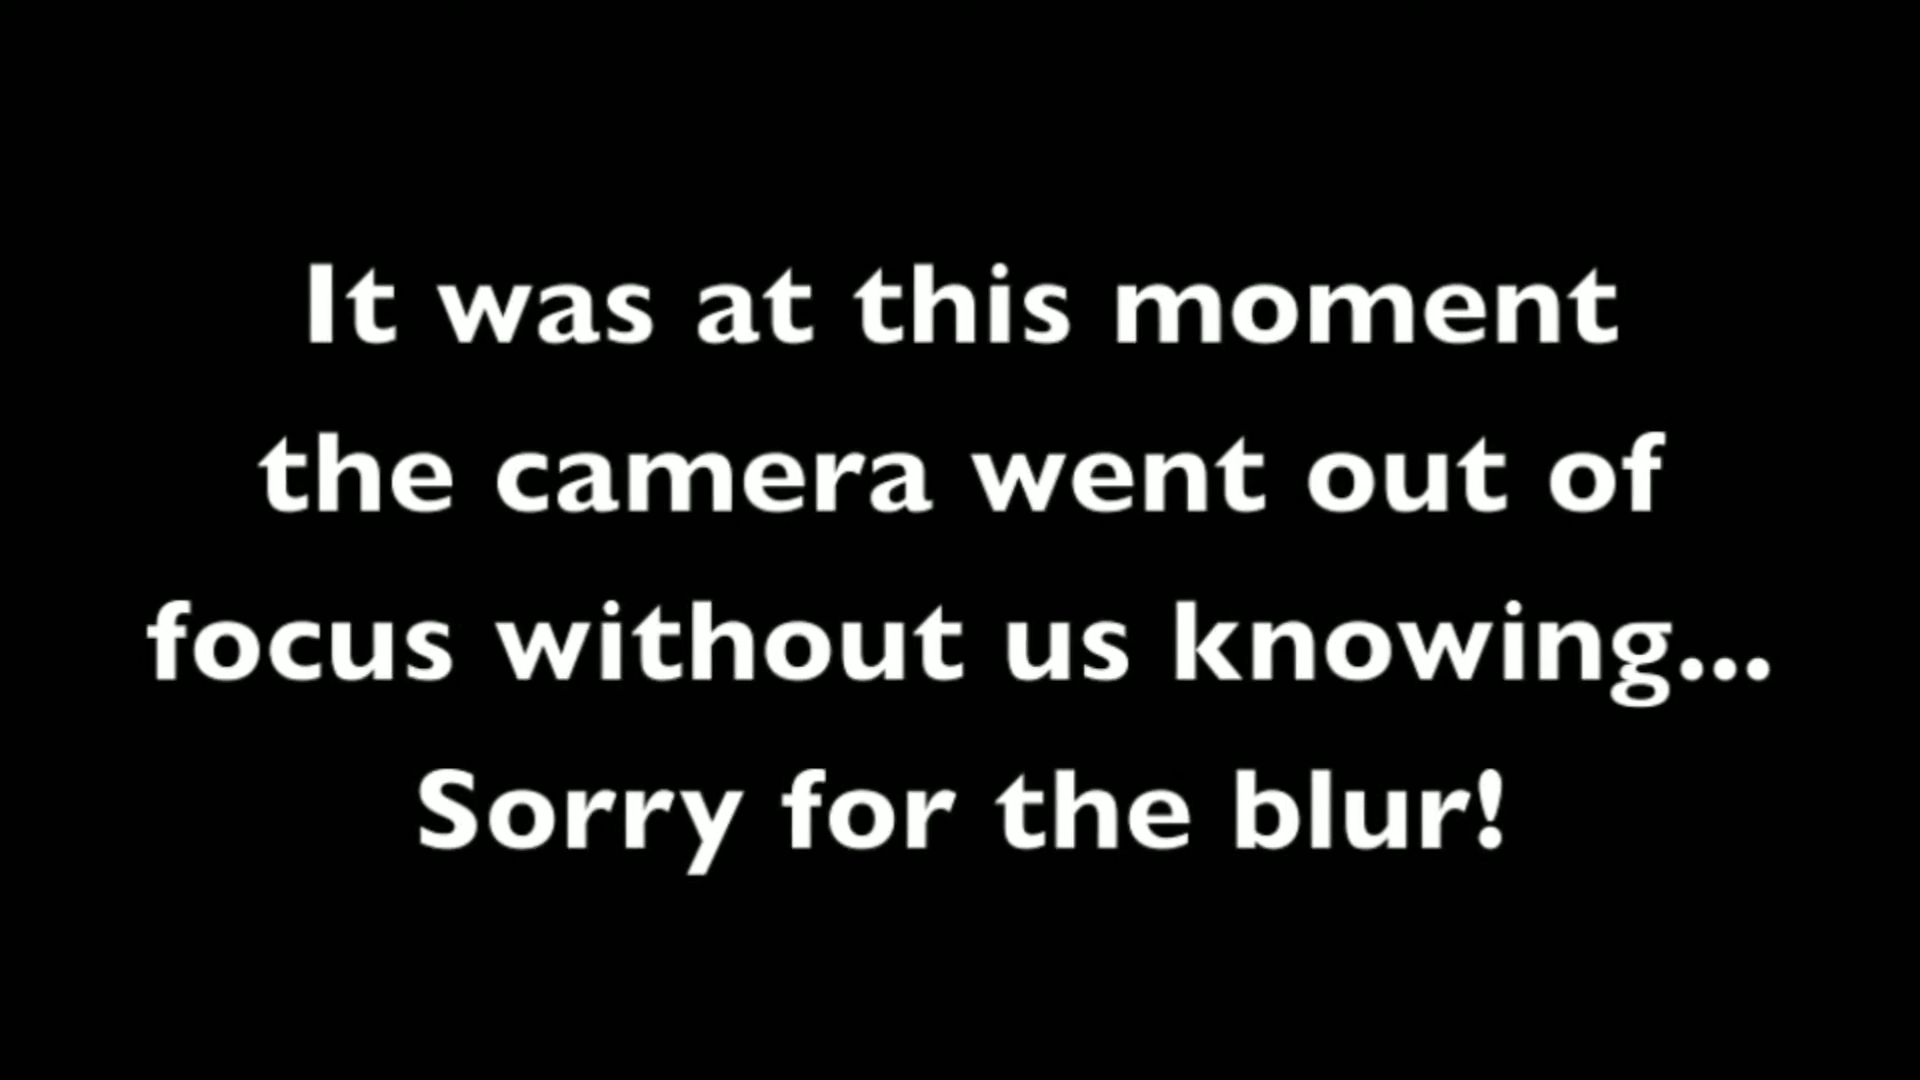 It was at this moment
the camera went out of
focus without us knowing...
Sorry for the blur!